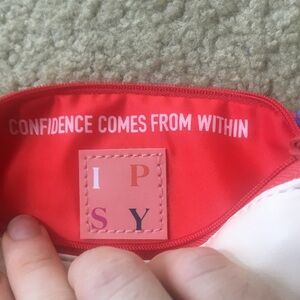 CONFIDENCE COMES FROM WITHIN
I P
S Y